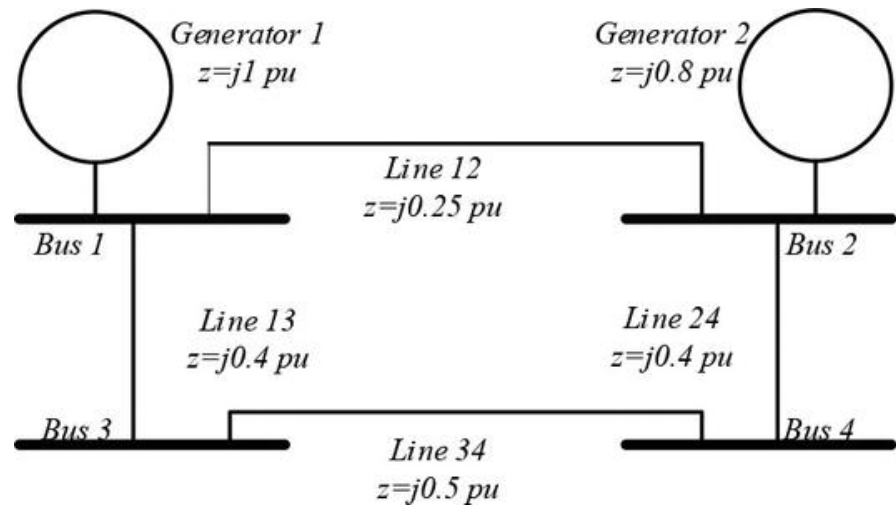 Generator 1
z=j1 pu
Generator 2
z=j0.8 pu
Line 12
z=j0.25 pu
Bus 1
Bus 2
Line 13
z=j0.4 pu
Line 24
z=j0.4 pu
Bus 3
Bus 4
Line 34
z=j0.5 pu